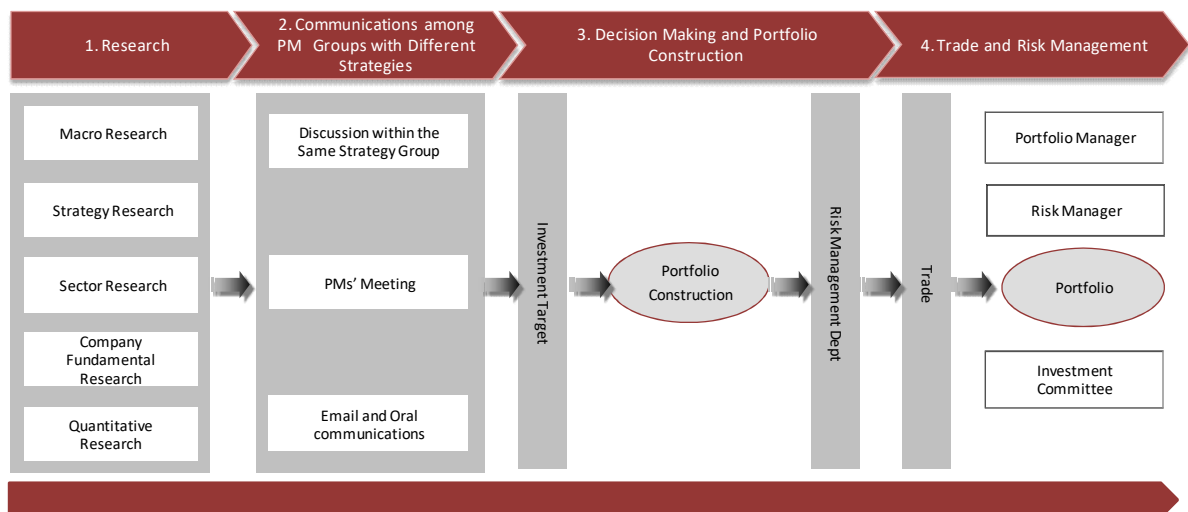 1. Research
2. Communications among
PM Groups with Different
Strategies
3. Decision Making and Portfolio
Construction
4. Trade and Risk Management
Macro Research
Strategy Research
Sector Research
Company
Fundamental
Research
Quantitative
Research
Discussion within the
Same Strategy Group
PMs' Meeting
Email and Oral
communications
Investment Target
Portfolio
Construction
Risk Management Dept
Trade
Portfolio Manager
Risk Manager
Portfolio
Investment
Committee